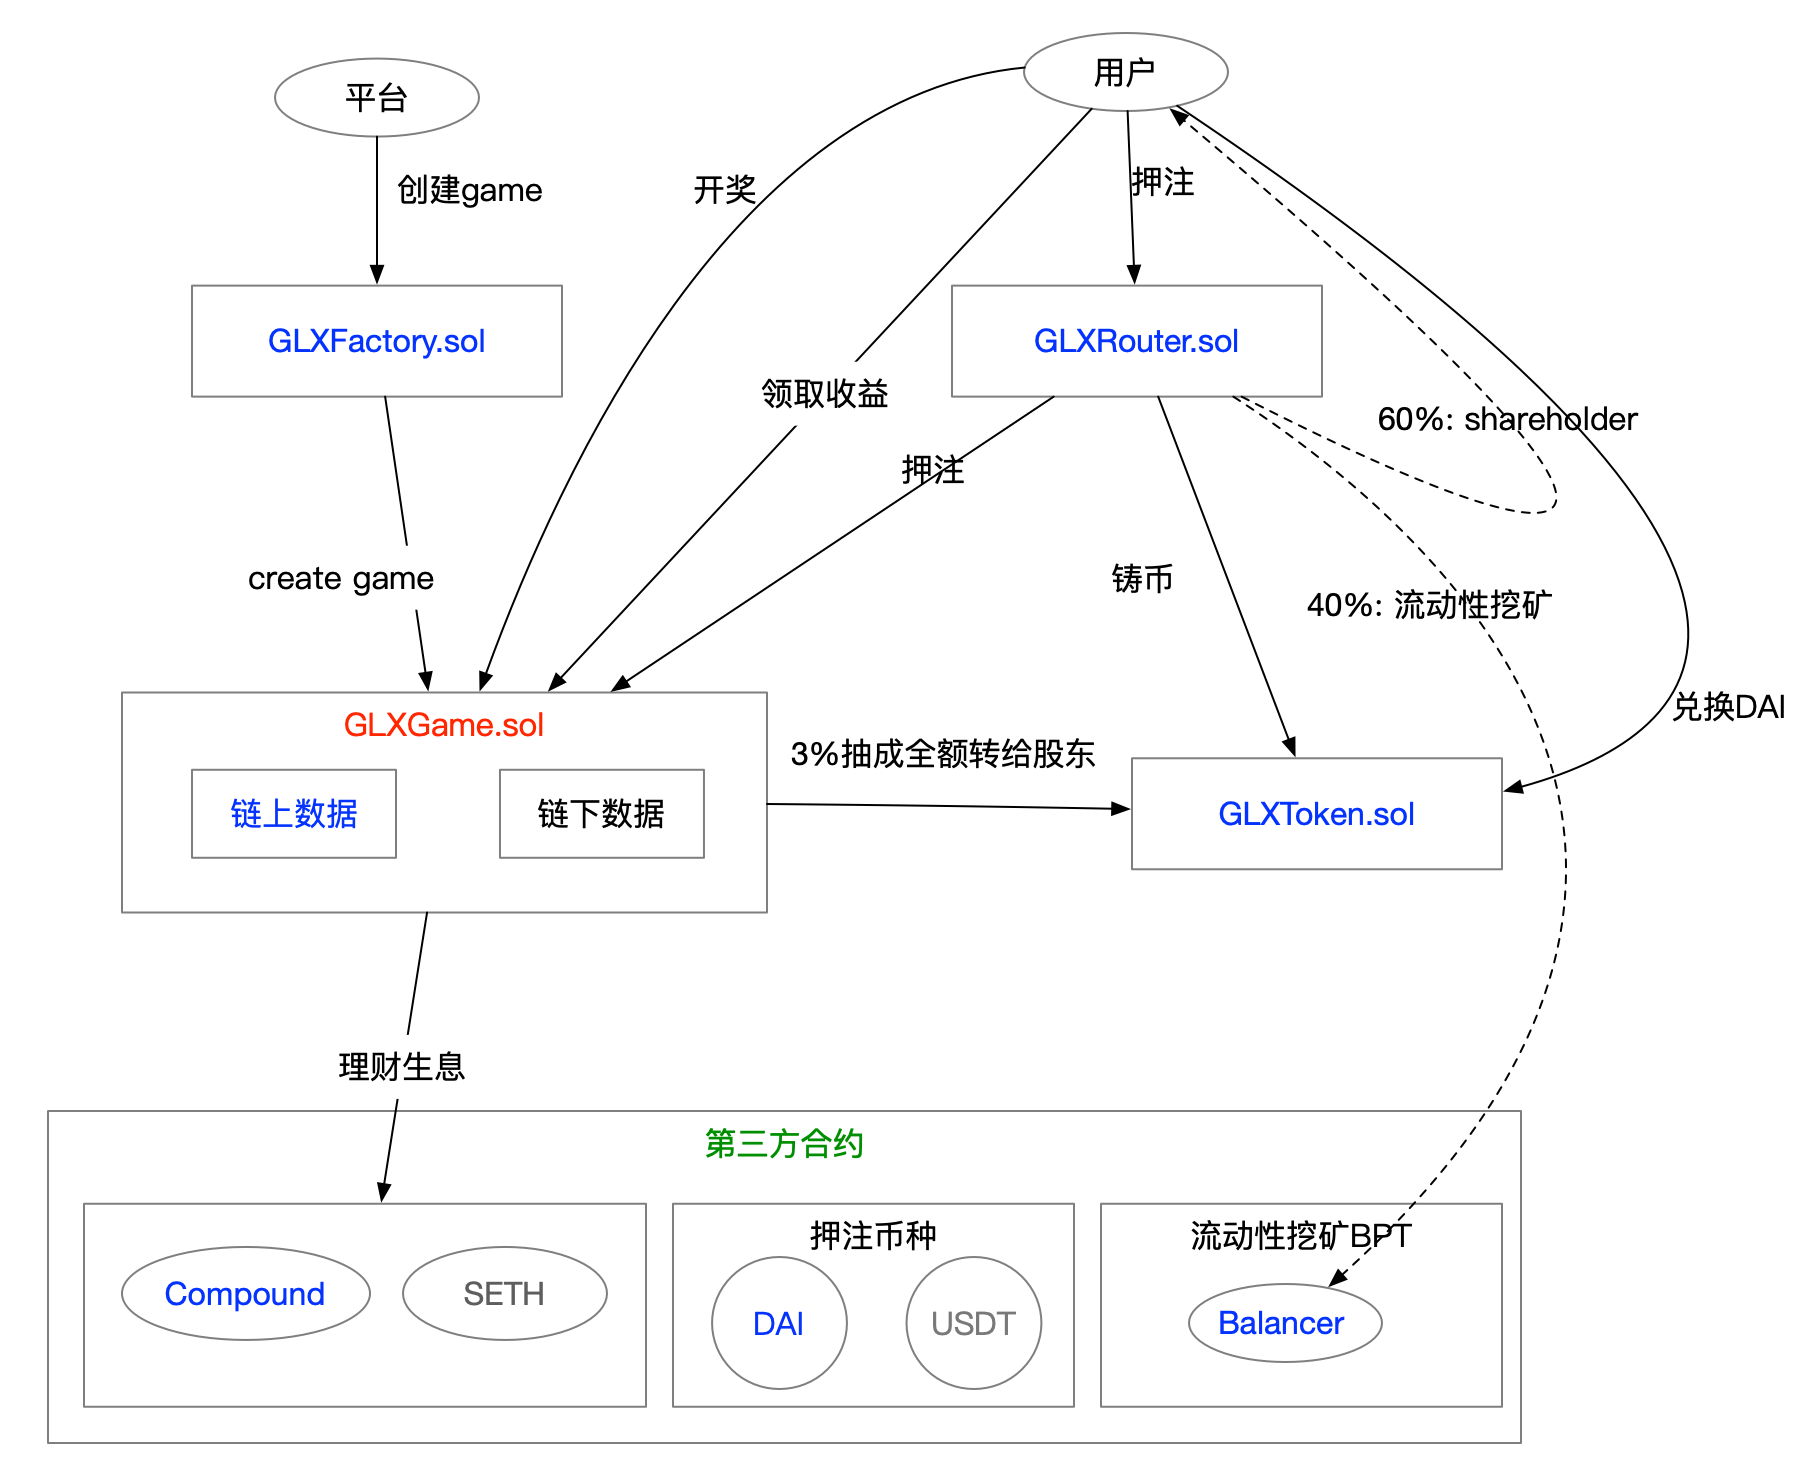 用户
平台
押注
开奖
创建game
GLXFactory.sol
GLXRouter.sol
领取收益
60%: shareholder
押注
create game
铸币
40%: 流动性挖矿
兑换DAI
GLXGame.sol
3%抽成全额转给股东
链上数据
链下数据
GLXToken.sol
理财生息
第三方合约
押注币种
流动性挖矿BPT
Compound
SETH
DAI
USDT
Balancer